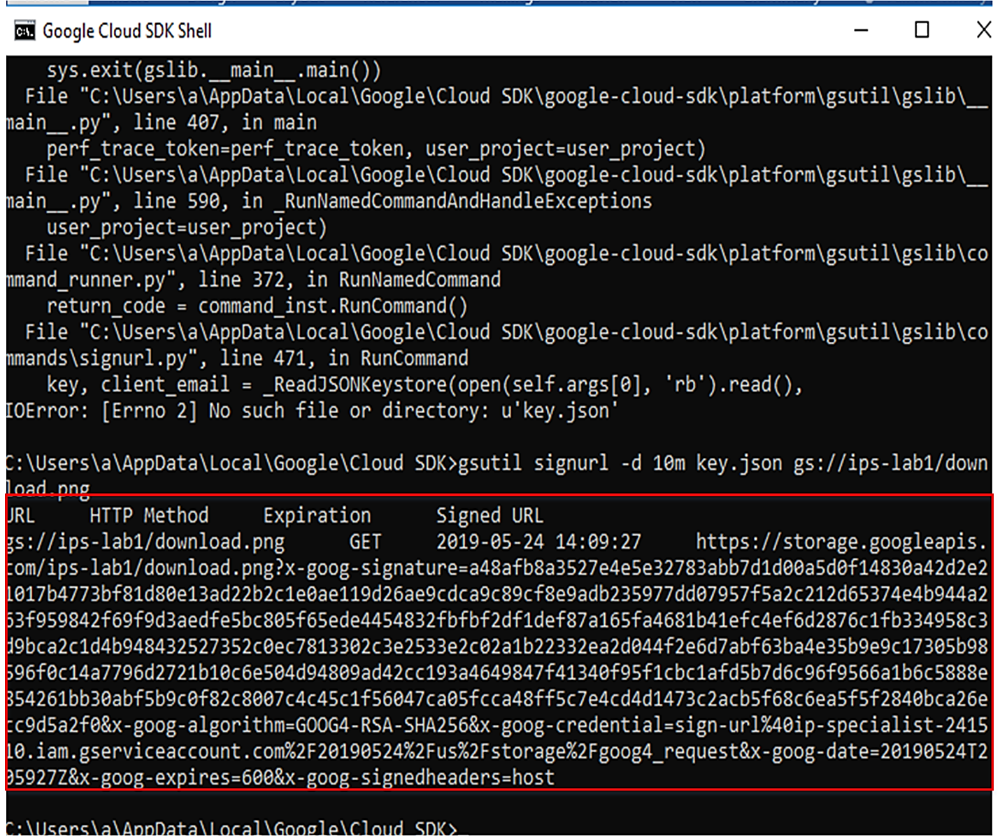 Google Cloud SDK Shell
sys.exit(gslib.__main__.main())
File "C:\Users\a\AppData\Local\Google\Cloud SDK\google-cloud-sdk\platform\gsutil\gslib\__
main__.py", line 407, in main
perf_trace_token=perf_trace_token, user_project=user_project)
File "C:\Users\a\AppData\Local\Google\Cloud SDK\google-cloud-sdk\platform\gsutil\gslib\__
main__.py", line 590, in _RunNamedCommandAndHandleExceptions
user_project=user_project)
File "C:\Users\a\AppData\Local\Google\Cloud SDK\google-cloud-sdk\platform\gsutil\gslib\co
mmand_runner.py", line 372, in RunNamedCommand
return_code = command_inst.RunCommand()
File "C:\Users\a\AppData\Local\Google\Cloud SDK\google-cloud-sdk\platform\gsutil\gslib\co
mmands\signurl.py", line 471, in RunCommand
key, client_email = _ReadJSONKeystore(open(self.args[0], 'rb').read(),
IOError: [Errno 2] No such file or directory: u'key.json'
C:\Users\a\AppData\Local\Google\Cloud SDK>gsutil signurl -d 10m key.json gs://ips-lab1/down
load.png
URL HTTP Method Expiration Signed URL
gs://ips-lab1/download.png GET 2019-05-24 14:09:27 https://storage.googleapis.
com/ips-lab1/download.png?x-goog-signature=a48afb8a3527e4e5e32783abb7d1d00a5d0f14830a42d2e2
1017b4773bf81d80e13ad22b2c1e0ae119d26ae9cdca9c89cf8e9adb235977dd07957f5a2c212d65374e4b944a2
63f959842f69f9d3aedfe5bc805f65ede4454832fbfbf2df1def87a165fa4681b41efc4ef6d2876c1fb334958c3
d9bca2c1d4b948432527352c0ec7813302c3e2533e2c02a1b22332ea2d044f2e6d7abf63ba4e35b9e9c17305b98
596f0c14a7796d2721b10c6e504d94809ad42cc193a4649847f41340f95f1cbc1afd5b7d6c96f9566a1b6c5888e
854261bb30abf5b9c0f82c8007c4c45c1f56047ca05fcca48ff5c7e4cd4d1473c2acb5f68c6ea5f5f2840bca26e
cc9d5a2f0&x-goog-algorithm=GOOG4-RSA-SHA256&x-goog-credential=sign-url%40ip-specialist-2415
10.iam.gserviceaccount.com%2F20190524%2Fus%2Fstorage%2Fgoog4_request&x-goog-date=20190524T2
05927Z&x-goog-expires=600&x-goog-signedheaders=host
C:\Users\a\AppData\Local\Google\Cloud SDK>_